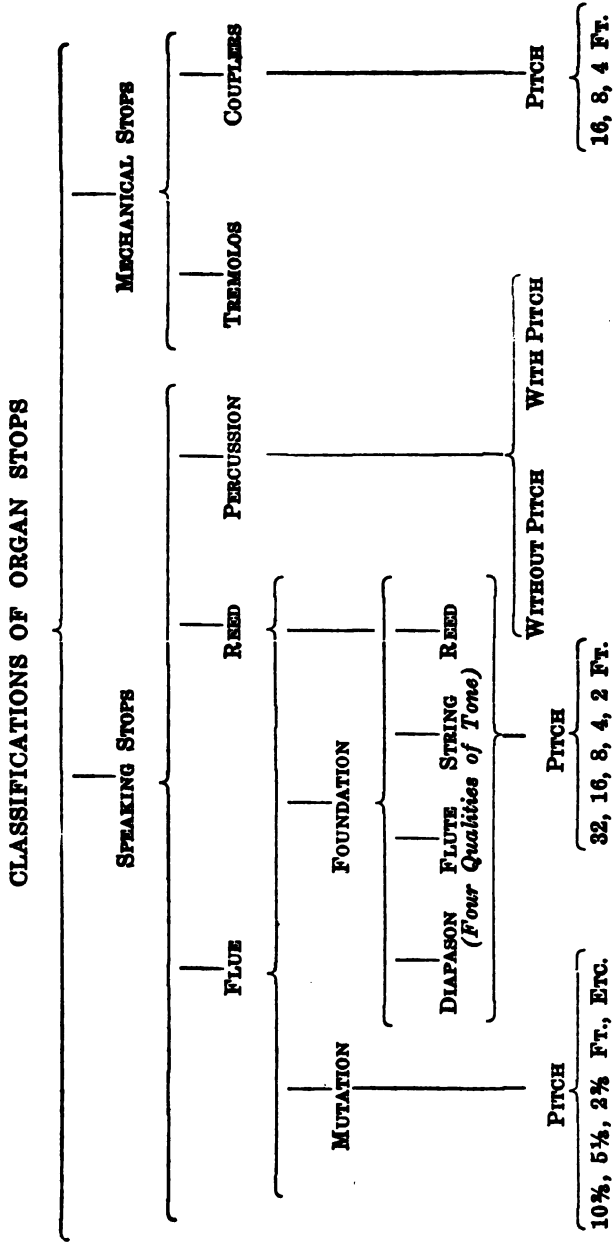 CLASSIFICATIONS OF ORGAN STOPS
SPEAKING STOPS MECHANICAL STOPS
FLUE REED PERCUSSION TREMOLOS COUPLERS
MUTATION FOUNDATION
DIAPASON FLUTE STRING REED
(Four Qualities of Tone)
WITHOUT PITCH WITH PITCH
PITCH PITCH PITCH
10⅔, 5⅓, 2⅔ FT., ETC. 32, 16, 8, 4, 2 FT. 16, 8, 4 FT.